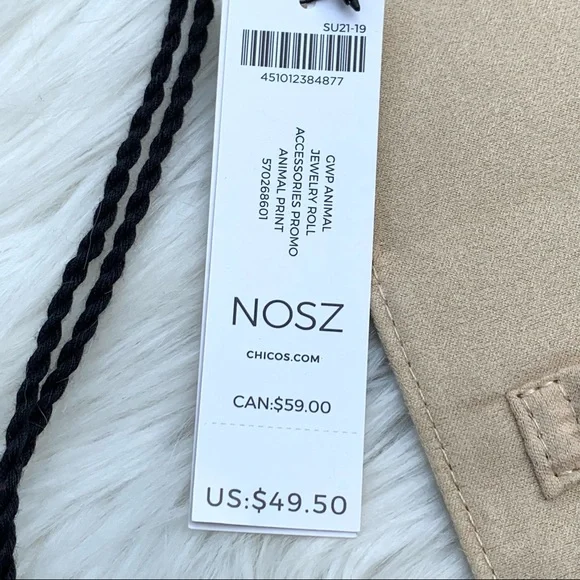 SU21-19
451012384877
GWP ANIMAL
JEWELRY ROLL
ACCESSORIES PROMO
ANIMAL PRINT
570268601
NOSZ
CHICOS.COM
CAN:$59.00
US:$49.50